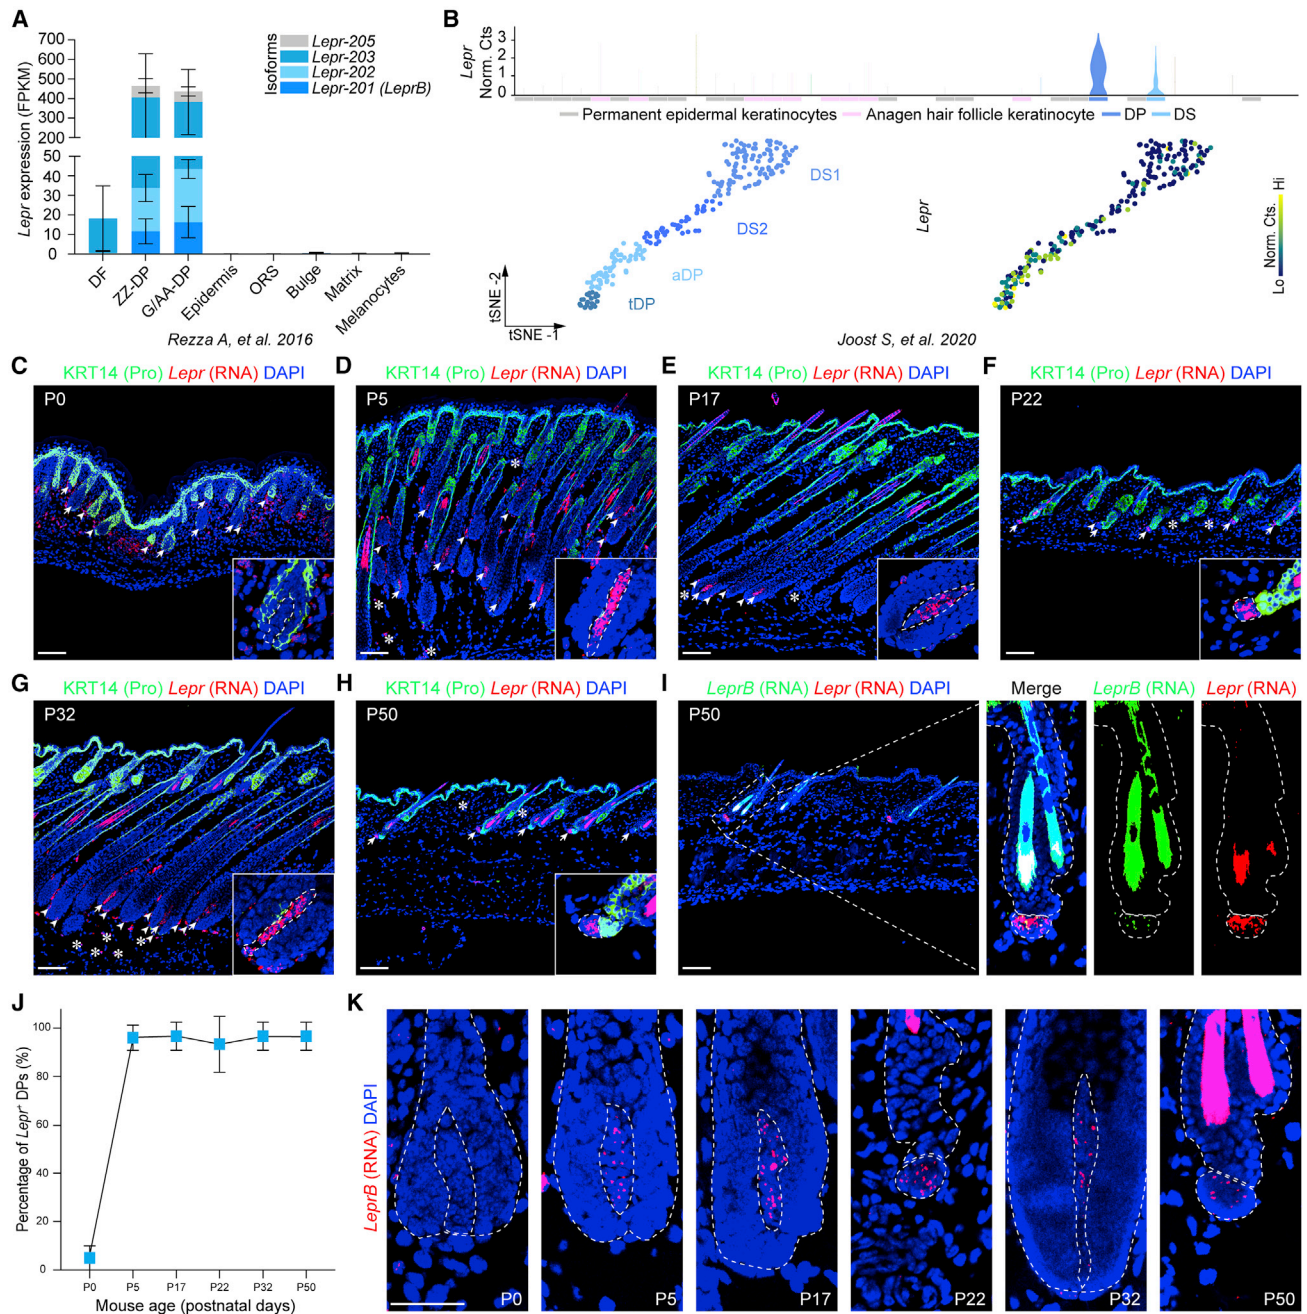 A
Lepr expression (FPKM)
700
600
500
400
300
200
50
40
30
20
10
0
Isoforms
Lepr-205
Lepr-203
Lepr-202
Lepr-201 (LeprB)
DF
ZZ-DP
G/AA-DP
Epidermis
ORS
Bulge
Matrix
Melanocytes
Rezza A, et al. 2016
B
Lepr
Norm. Cts
3
2
1
0
Permanent epidermal keratinocytes
Anagen hair follicle keratinocyte
DP
DS
DS1
DS2
aDP
tDP
tSNE -2
tSNE -1
Lepr
Norm. Cts.
Lo
Hi
Joost S, et al. 2020
C
KRT14 (Pro) Lepr (RNA) DAPI
P0
D
KRT14 (Pro) Lepr (RNA) DAPI
P5
*
*
*
*
E
KRT14 (Pro) Lepr (RNA) DAPI
P17
*
*
F
KRT14 (Pro) Lepr (RNA) DAPI
P22
*
*
G
KRT14 (Pro) Lepr (RNA) DAPI
P32
*
*
*
*
*
H
KRT14 (Pro) Lepr (RNA) DAPI
P50
*
*
I
LeprB (RNA) Lepr (RNA) DAPI
P50
Merge
LeprB (RNA)
Lepr (RNA)
J
Percentage of Lepr+ DPs (%)
100
80
60
40
20
0
P0
P5
P17
P22
P32
P50
Mouse age (postnatal days)
K
LeprB (RNA) DAPI
P0
P5
P17
P22
P32
P50